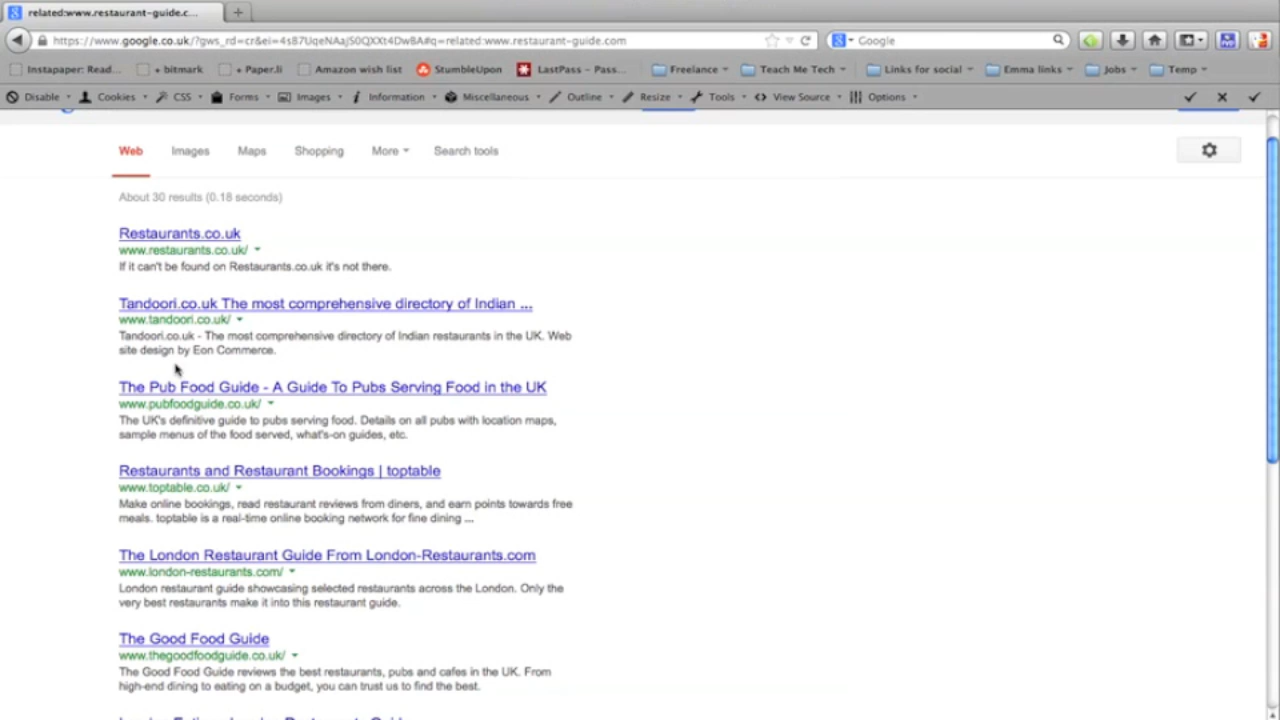 related:www.restaurant-guide.c...
https://www.google.co.uk/?gws_rd=cr&ei=4s87UqeNAajS0QXXt4DwBA#q=related:www.restaurant-guide.com
Google
Instapaper: Read... + bitmark + Paper.li Amazon wish list StumbleUpon LastPass - Pass... Freelance Teach Me Tech Links for social Emma links Jobs Temp
Disable Cookies CSS Forms Images Information Miscellaneous Outline Resize Tools View Source Options
Web Images Maps Shopping More Search tools
About 30 results (0.18 seconds)
Restaurants.co.uk
www.restaurants.co.uk/
If it can't be found on Restaurants.co.uk it's not there.
Tandoori.co.uk The most comprehensive directory of Indian ...
www.tandoori.co.uk/
Tandoori.co.uk - The most comprehensive directory of Indian restaurants in the UK. Web
site design by Eon Commerce.
The Pub Food Guide - A Guide To Pubs Serving Food in the UK
www.pubfoodguide.co.uk/
The UK's definitive guide to pubs serving food. Details on all pubs with location maps,
sample menus of the food served, what's-on guides, etc.
Restaurants and Restaurant Bookings | toptable
www.toptable.co.uk/
Make online bookings, read restaurant reviews from diners, and earn points towards free
meals. toptable is a real-time online booking network for fine dining ...
The London Restaurant Guide From London-Restaurants.com
www.london-restaurants.com/
London restaurant guide showcasing selected restaurants across the London. Only the
very best restaurants make it into this restaurant guide.
The Good Food Guide
www.thegoodfoodguide.co.uk/
The Good Food Guide reviews the best restaurants, pubs and cafes in the UK. From
high-end dining to eating on a budget, you can trust us to find the best.